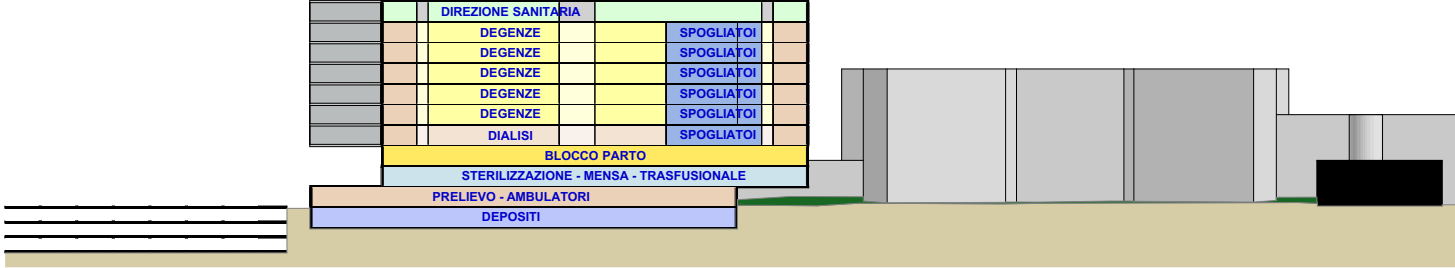 DIREZIONE SANITARIA
DEGENZE SPOGLIATOI
DEGENZE SPOGLIATOI
DEGENZE SPOGLIATOI
DEGENZE SPOGLIATOI
DEGENZE SPOGLIATOI
DIALISI SPOGLIATOI
BLOCCO PARTO
STERILIZZAZIONE - MENSA - TRASFUSIONALE
PRELIEVO - AMBULATORI
DEPOSITI